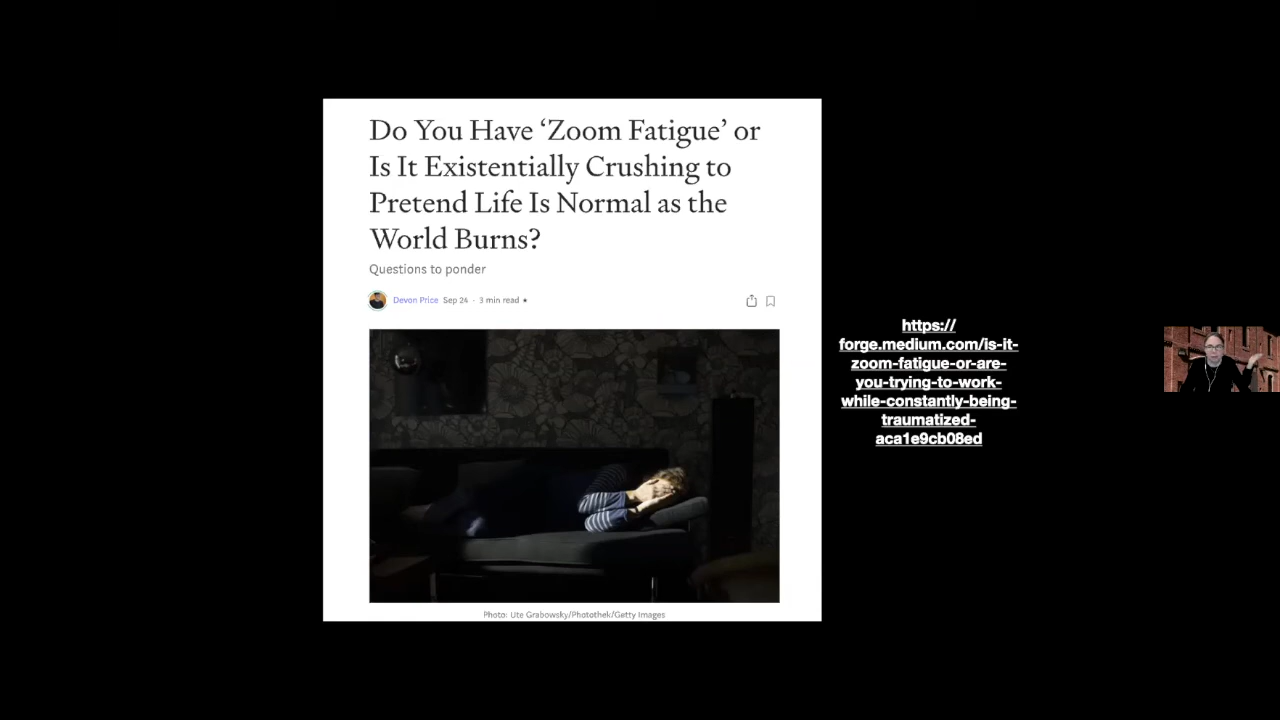 Do You Have ‘Zoom Fatigue’ or
Is It Existentially Crushing to
Pretend Life Is Normal as the
World Burns?
Questions to ponder
Devon Price Sep 24 · 3 min read ★
Photo: Ute Grabowsky/Photothek/Getty Images
https://
forge.medium.com/is-it-
zoom-fatigue-or-are-
you-trying-to-work-
while-constantly-being-
traumatized-
aca1e9cb08ed